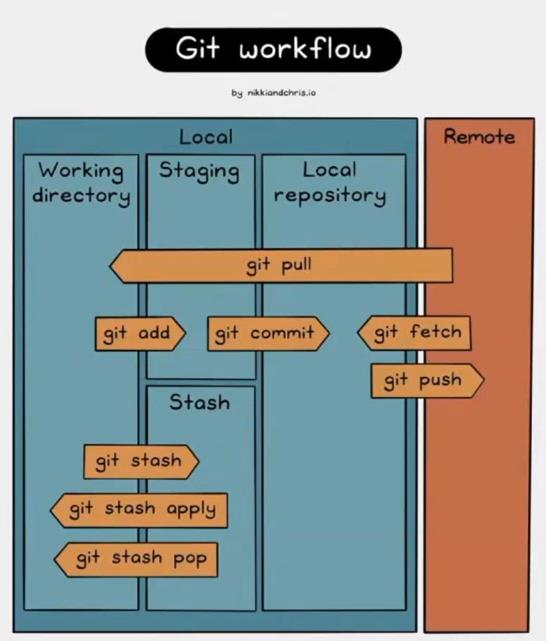 Git workflow
by nikkiandchris.io
Local
Remote
Working
directory
Staging
Local
repository
git pull
git add
git commit
git fetch
git push
Stash
git stash
git stash apply
git stash pop